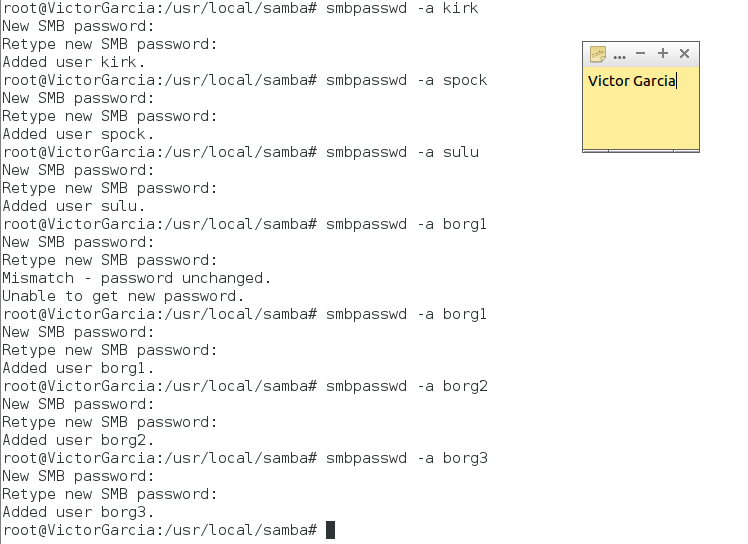 root@VictorGarcia:/usr/local/samba# smbpasswd -a kirk
New SMB password:
Retype new SMB password:
Added user kirk.
root@VictorGarcia:/usr/local/samba# smbpasswd -a spock
New SMB password:
Retype new SMB password:
Added user spock.
root@VictorGarcia:/usr/local/samba# smbpasswd -a sulu
New SMB password:
Retype new SMB password:
Added user sulu.
root@VictorGarcia:/usr/local/samba# smbpasswd -a borg1
New SMB password:
Retype new SMB password:
Mismatch - password unchanged.
Unable to get new password.
root@VictorGarcia:/usr/local/samba# smbpasswd -a borg1
New SMB password:
Retype new SMB password:
Added user borg1.
root@VictorGarcia:/usr/local/samba# smbpasswd -a borg2
New SMB password:
Retype new SMB password:
Added user borg2.
root@VictorGarcia:/usr/local/samba# smbpasswd -a borg3
New SMB password:
Retype new SMB password:
Added user borg3.
root@VictorGarcia:/usr/local/samba#
...
Victor Garcia